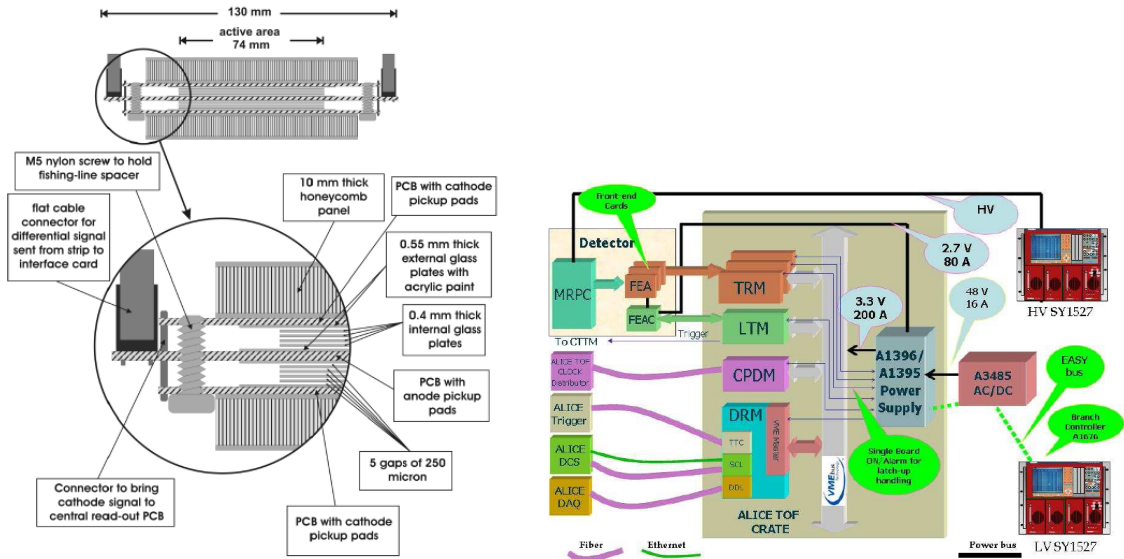 130 mm
active area
74 mm
M5 nylon screw to hold
fishing-line spacer
flat cable
connector for
differential signal
sent from strip to
interface card
10 mm thick
honeycomb
panel
PCB with cathode
pickup pads
0.55 mm thick
external glass
plates with
acrylic paint
0.4 mm thick
internal glass
plates
PCB with
anode pickup
pads
5 gaps of 250
micron
Connector to bring
cathode signal to
central read-out PCB
PCB with cathode
pickup pads
Front-end
Cards
HV
Detector
MRPC
FEA
FEAC
TRM
2.7 V
80 A
48 V
16 A
HV SY1527
3.3 V
200 A
LTM
Trigger
To CTTM
A1396/
A1395
Power
Supply
A3485
AC/DC
EASY
bus
ALICE TOF
CLOCK
Distributor
CPDM
ALICE
Trigger
DRM
TTC
VME Master
ALICE
DCS
SCL
ALICE
DAQ
DDL
VMEbus
Single Board
ON/Alarm for
latch-up
handling
Branch
Controller
A1676
ALICE TOF
CRATE
Fiber
Ethernet
Power bus
LV SY1527